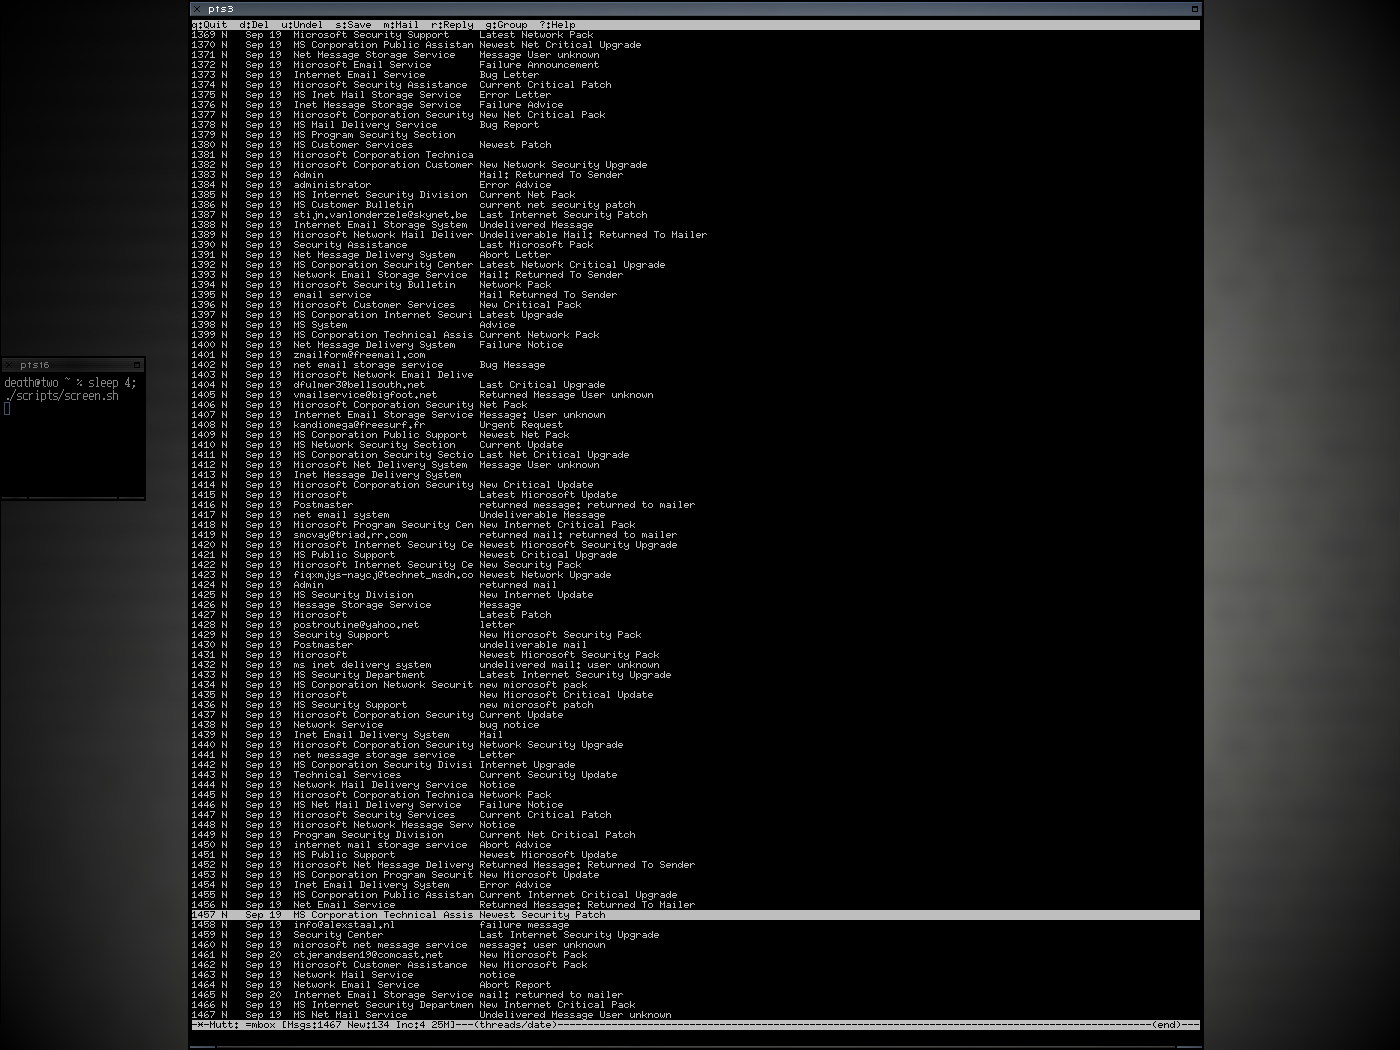 pts3
q:Quit  d:Del  u:Undel  s:Save  m:Mail  r:Reply  g:Group  ?:Help
1369 N   Sep 19  Microsoft Security Support     Latest Network Pack
1370 N   Sep 19  MS Corporation Public Assistan Newest Net Critical Upgrade
1371 N   Sep 19  Net Message Storage Service    Message User unknown
1372 N   Sep 19  Microsoft Email Service        Failure Announcement
1373 N   Sep 19  Internet Email Service         Bug Letter
1374 N   Sep 19  Microsoft Security Assistance  Current Critical Patch
1375 N   Sep 19  MS Inet Mail Storage Service   Error Letter
1376 N   Sep 19  Inet Message Storage Service   Failure Advice
1377 N   Sep 19  Microsoft Corporation Security New Net Critical Pack
1378 N   Sep 19  MS Mail Delivery Service       Bug Report
1379 N   Sep 19  MS Program Security Section
1380 N   Sep 19  MS Customer Services           Newest Patch
1381 N   Sep 19  Microsoft Corporation Technica
1382 N   Sep 19  Microsoft Corporation Customer New Network Security Upgrade
1383 N   Sep 19  Admin                          Mail: Returned To Sender
1384 N   Sep 19  administrator                  Error Advice
1385 N   Sep 19  MS Internet Security Division  Current Net Pack
1386 N   Sep 19  MS Customer Bulletin           current net security patch
1387 N   Sep 19  stijn.vanlonderzele@skynet.be  Last Internet Security Patch
1388 N   Sep 19  Internet Email Storage System  Undelivered Message
1389 N   Sep 19  Microsoft Network Mail Deliver Undeliverable Mail: Returned To Mailer
1390 N   Sep 19  Security Assistance            Last Microsoft Pack
1391 N   Sep 19  Net Message Delivery System    Abort Letter
1392 N   Sep 19  MS Corporation Security Center Latest Network Critical Upgrade
1393 N   Sep 19  Network Email Storage Service  Mail: Returned To Sender
1394 N   Sep 19  Microsoft Security Bulletin    Network Pack
1395 N   Sep 19  email service                  Mail Returned To Sender
1396 N   Sep 19  Microsoft Customer Services    New Critical Pack
1397 N   Sep 19  MS Corporation Internet Securi Latest Upgrade
1398 N   Sep 19  MS System                      Advice
1399 N   Sep 19  MS Corporation Technical Assis Current Network Pack
1400 N   Sep 19  Net Message Delivery System    Failure Notice
1401 N   Sep 19  zmailform@freemail.com
1402 N   Sep 19  net email storage service      Bug Message
1403 N   Sep 19  Microsoft Network Email Delive
1404 N   Sep 19  dfulmer3@bellsouth.net         Last Critical Upgrade
1405 N   Sep 19  vmailservice@bigfoot.net       Returned Message User unknown
1406 N   Sep 19  Microsoft Corporation Security Net Pack
1407 N   Sep 19  Internet Email Storage Service Message: User unknown
1408 N   Sep 19  kandiomega@freesurf.fr         Urgent Request
1409 N   Sep 19  MS Corporation Public Support  Newest Net Pack
1410 N   Sep 19  MS Network Security Section    Current Update
1411 N   Sep 19  MS Corporation Security Sectio Last Net Critical Upgrade
1412 N   Sep 19  Microsoft Net Delivery System  Message User unknown
1413 N   Sep 19  Inet Message Delivery System
1414 N   Sep 19  Microsoft Corporation Security New Critical Update
1415 N   Sep 19  Microsoft                      Latest Microsoft Update
1416 N   Sep 19  Postmaster                     returned message: returned to mailer
1417 N   Sep 19  net email system               Undeliverable Message
1418 N   Sep 19  Microsoft Program Security Cen New Internet Critical Pack
1419 N   Sep 19  smcvay@triad.rr.com            returned mail: returned to mailer
1420 N   Sep 19  Microsoft Internet Security Ce Newest Microsoft Security Upgrade
1421 N   Sep 19  MS Public Support              Newest Critical Upgrade
1422 N   Sep 19  Microsoft Internet Security Ce New Security Pack
1423 N   Sep 19  fiqxmjys-naycj@technet_msdn.co Newest Network Upgrade
1424 N   Sep 19  Admin                          returned mail
1425 N   Sep 19  MS Security Division           New Internet Update
1426 N   Sep 19  Message Storage Service        Message
1427 N   Sep 19  Microsoft                      Latest Patch
1428 N   Sep 19  postroutine@yahoo.net          letter
1429 N   Sep 19  Security Support               New Microsoft Security Pack
1430 N   Sep 19  Postmaster                     undeliverable mail
1431 N   Sep 19  Microsoft                      Newest Microsoft Security Pack
1432 N   Sep 19  ms inet delivery system        undelivered mail: user unknown
1433 N   Sep 19  MS Security Department         Latest Internet Security Upgrade
1434 N   Sep 19  MS Corporation Network Securit new microsoft pack
1435 N   Sep 19  Microsoft                      New Microsoft Critical Update
1436 N   Sep 19  MS Security Support            new microsoft patch
1437 N   Sep 19  Microsoft Corporation Security Current Update
1438 N   Sep 19  Network Service                bug notice
1439 N   Sep 19  Inet Email Delivery System     Mail
1440 N   Sep 19  Microsoft Corporation Security Network Security Upgrade
1441 N   Sep 19  net message storage service    Letter
1442 N   Sep 19  MS Corporation Security Divisi Internet Upgrade
1443 N   Sep 19  Technical Services             Current Security Update
1444 N   Sep 19  Network Mail Delivery Service  Notice
1445 N   Sep 19  Microsoft Corporation Technica Network Pack
1446 N   Sep 19  MS Net Mail Delivery Service   Failure Notice
1447 N   Sep 19  Microsoft Security Services    Current Critical Patch
1448 N   Sep 19  Microsoft Network Message Serv Notice
1449 N   Sep 19  Program Security Division      Current Net Critical Patch
1450 N   Sep 19  internet mail storage service  Abort Advice
1451 N   Sep 19  MS Public Support              Newest Microsoft Update
1452 N   Sep 19  Microsoft Net Message Delivery Returned Message: Returned To Sender
1453 N   Sep 19  MS Corporation Program Securit New Microsoft Update
1454 N   Sep 19  Inet Email Delivery System     Error Advice
1455 N   Sep 19  MS Corporation Public Assistan Current Internet Critical Upgrade
1456 N   Sep 19  Net Email Service              Returned Message: Returned To Mailer
1457 N   Sep 19  MS Corporation Technical Assis Newest Security Patch
1458 N   Sep 19  info@alexstaal.nl              failure message
1459 N   Sep 19  Security Center                Last Internet Security Upgrade
1460 N   Sep 19  microsoft net message service  message: user unknown
1461 N   Sep 20  ctjerandsen19@comcast.net      New Microsoft Pack
1462 N   Sep 19  Microsoft Customer Assistance  New Microsoft Pack
1463 N   Sep 19  Network Mail Service           notice
1464 N   Sep 19  Network Email Service          Abort Report
1465 N   Sep 20  Internet Email Storage Service mail: returned to mailer
1466 N   Sep 19  MS Internet Security Departmen New Internet Critical Pack
1467 N   Sep 19  MS Net Mail Service            Undelivered Message User unknown
-*-Mutt: =mbox [Msgs:1467 New:134 Inc:4 25M]---(threads/date)---(end)---
pts16
death@two ~ % sleep 4;
./scripts/screen.sh